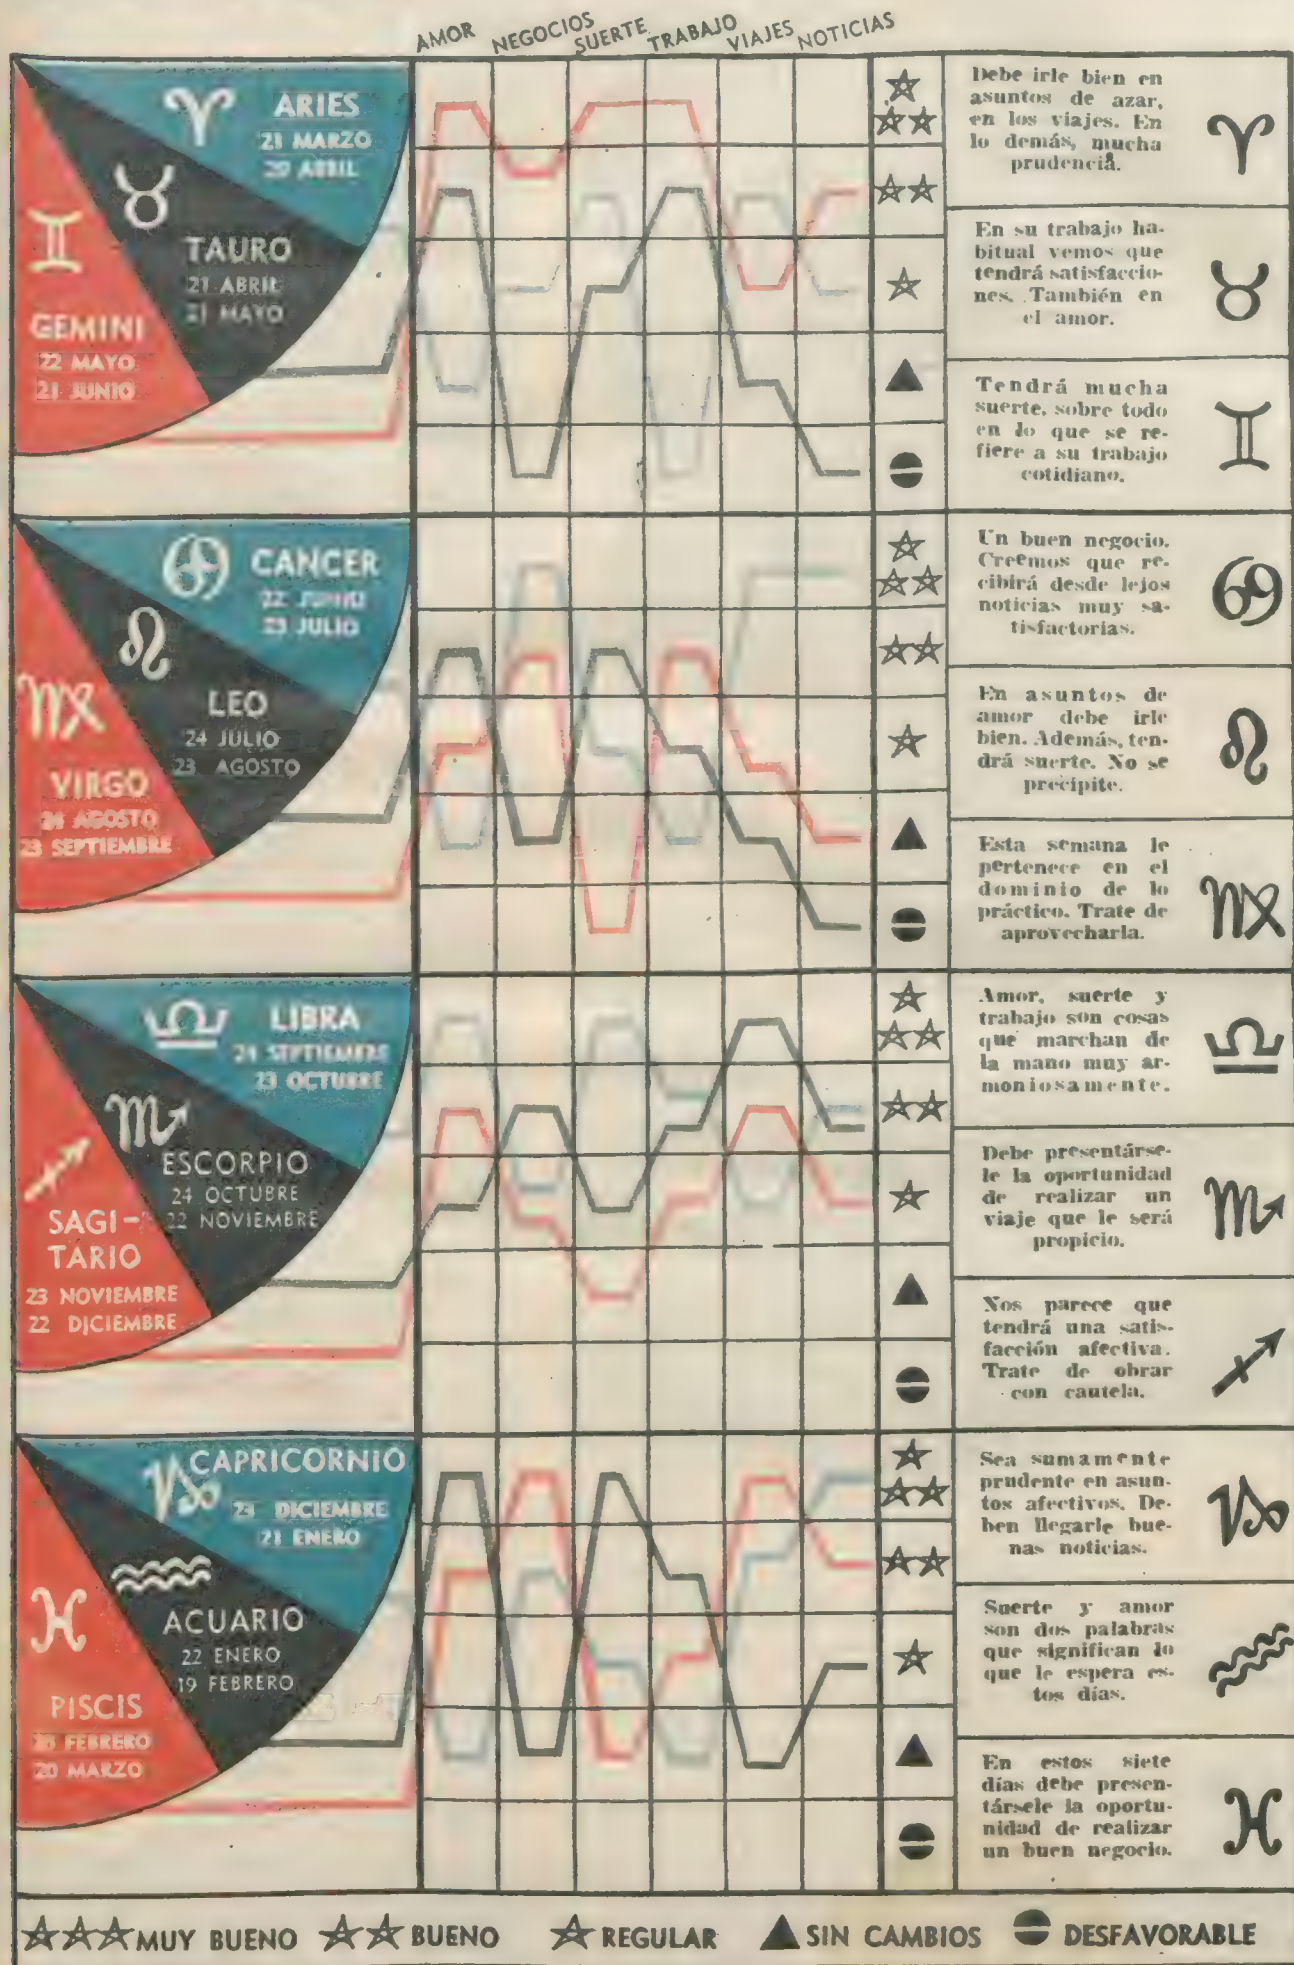 AMOR NEGOCIOS SUERTE TRABAJO VIAJES NOTICIAS
ARIES
21 MARZO
20 ABRIL
TAURO
21 ABRIL
21 MAYO
GEMINI
22 MAYO
21 JUNIO
Debe irle bien en
asuntos de azar,
en los viajes. En
lo demás, mucha
prudencia.
En su trabajo ha-
bitual vemos que
tendrá satisfaccio-
nes. También en
el amor.
Tendrá mucha
suerte, sobre todo
en lo que se re-
fiere a su trabajo
cotidiano.
CANCER
22 JUNIO
23 JULIO
LEO
24 JULIO
23 AGOSTO
VIRGO
24 AGOSTO
23 SEPTIEMBRE
Un buen negocio.
Creemos que re-
cibirá desde lejos
noticias muy sa-
tisfactorias.
En asuntos de
amor debe irle
bien. Además, ten-
drá suerte. No se
precipite.
Esta semana le
pertenece en el
dominio de lo
práctico. Trate de
aprovecharla.
LIBRA
24 SEPTIEMBRE
23 OCTUBRE
ESCORPIO
24 OCTUBRE
22 NOVIEMBRE
SAGI-
TARIO
23 NOVIEMBRE
22 DICIEMBRE
Amor, suerte y
trabajo son cosas
que marchan de
la mano muy ar-
moniosamente.
Debe presentárse-
le la oportunidad
de realizar un
viaje que le será
propicio.
Nos parece que
tendrá una satis-
facción afectiva.
Trate de obrar
con cautela.
CAPRICORNIO
23 DICIEMBRE
21 ENERO
ACUARIO
22 ENERO
19 FEBRERO
PISCIS
FEBRERO
20 MARZO
Sea sumamente
prudente en asun-
tos afectivos. De-
ben llegarle bue-
nas noticias.
Suerte y amor
son dos palabras
que significan lo
que le espera es-
tos días.
En estos siete
días debe presen-
társele la oportu-
nidad de realizar
un buen negocio.
MUY BUENO BUENO REGULAR SIN CAMBIOS DESFAVORABLE